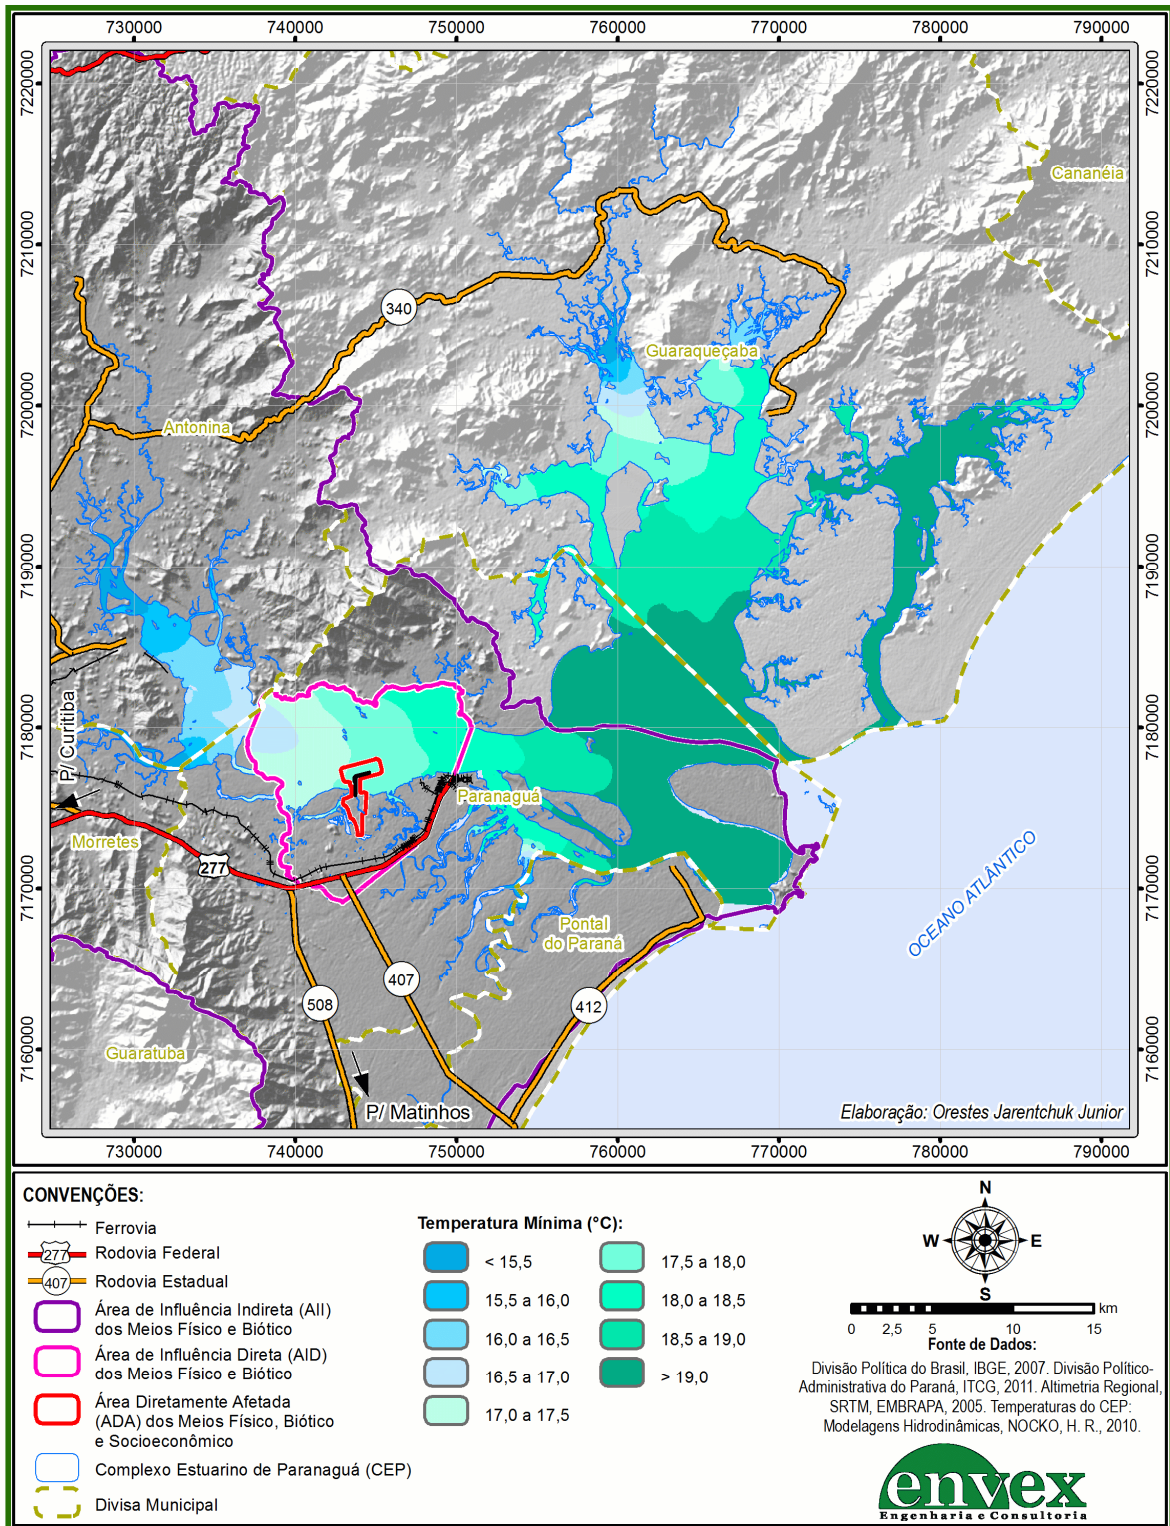 730000 740000 750000 760000 770000 780000 790000
7220000 7220000
Cananéia
7210000 7210000
340
Guaraqueçaba
7200000 7200000
Antonina
7190000 7190000
P/ Curitiba
7180000 7180000
Paranaguá
Morretes
277
OCEANO ATLÂNTICO
7170000 7170000
Pontal
do Paraná
407
508
412
Guaratuba
7160000 7160000
P/ Matinhos
Elaboração: Orestes Jarentchuk Junior
730000 740000 750000 760000 770000 780000 790000
CONVENÇÕES:
Ferrovia
277 Rodovia Federal
407 Rodovia Estadual
Área de Influência Indireta (AII)
dos Meios Físico e Biótico
Área de Influência Direta (AID)
dos Meios Físico e Biótico
Área Diretamente Afetada
(ADA) dos Meios Físico, Biótico
e Socioeconômico
Complexo Estuarino de Paranaguá (CEP)
Divisa Municipal
Temperatura Mínima (°C):
< 15,5
15,5 a 16,0
16,0 a 16,5
16,5 a 17,0
17,0 a 17,5
17,5 a 18,0
18,0 a 18,5
18,5 a 19,0
> 19,0
N
W E
S
km
0 2,5 5 10 15
Fonte de Dados:
Divisão Política do Brasil, IBGE, 2007. Divisão Político-
Administrativa do Paraná, ITCG, 2011. Altimetria Regional,
SRTM, EMBRAPA, 2005. Temperaturas do CEP:
Modelagens Hidrodinâmicas, NOCKO, H. R., 2010.
envex
Engenharia e Consultoria